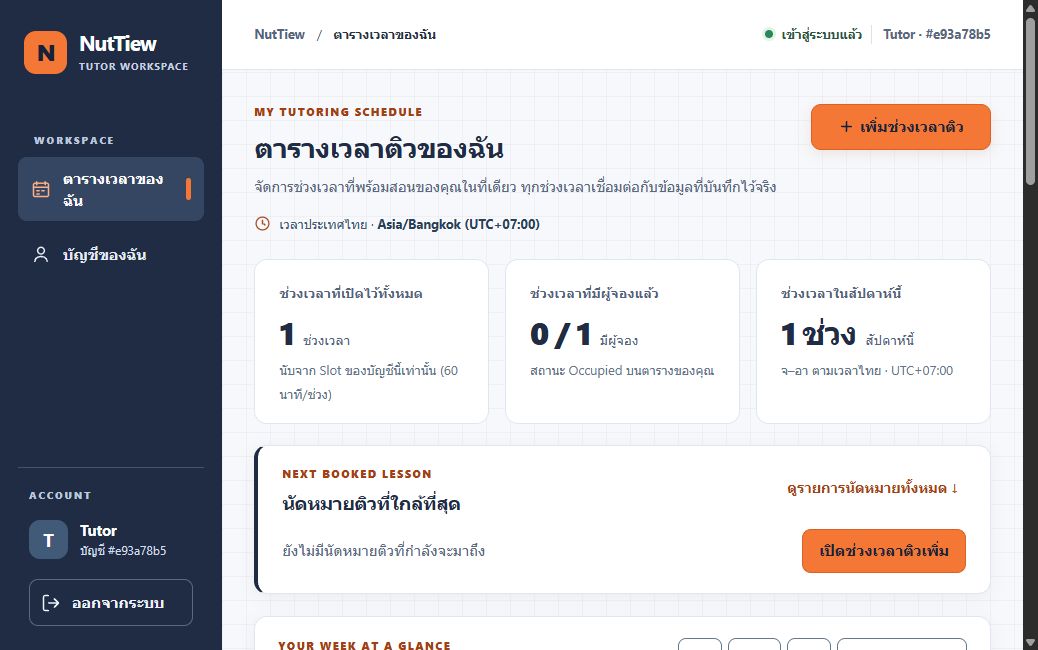 N
NutTiew
TUTOR WORKSPACE
WORKSPACE
ตารางเวลาของ
ฉัน
บัญชีของฉัน
ACCOUNT
T
Tutor
บัญชี #e93a78b5
ออกจากระบบ
NutTiew / ตารางเวลาของฉัน
เข้าสู่ระบบแล้ว
Tutor · #e93a78b5
MY TUTORING SCHEDULE
ตารางเวลาติวของฉัน
จัดการช่วงเวลาที่พร้อมสอนของคุณในที่เดียว ทุกช่วงเวลาเชื่อมต่อกับข้อมูลที่บันทึกไว้จริง
เวลาประเทศไทย · Asia/Bangkok (UTC+07:00)
+ เพิ่มช่วงเวลาติว
ช่วงเวลาที่เปิดไว้ทั้งหมด
1 ช่วงเวลา
นับจาก Slot ของบัญชีนี้เท่านั้น (60
นาที/ช่วง)
ช่วงเวลาที่มีผู้จองแล้ว
0 / 1 มีผู้จอง
สถานะ Occupied บนตารางของคุณ
ช่วงเวลาในสัปดาห์นี้
1 ช่วง สัปดาห์นี้
จ–อา ตามเวลาไทย · UTC+07:00
NEXT BOOKED LESSON
นัดหมายติวที่ใกล้ที่สุด
ดูรายการนัดหมายทั้งหมด ↓
ยังไม่มีนัดหมายติวที่กำลังจะมาถึง
เปิดช่วงเวลาติวเพิ่ม
YOUR WEEK AT A GLANCE